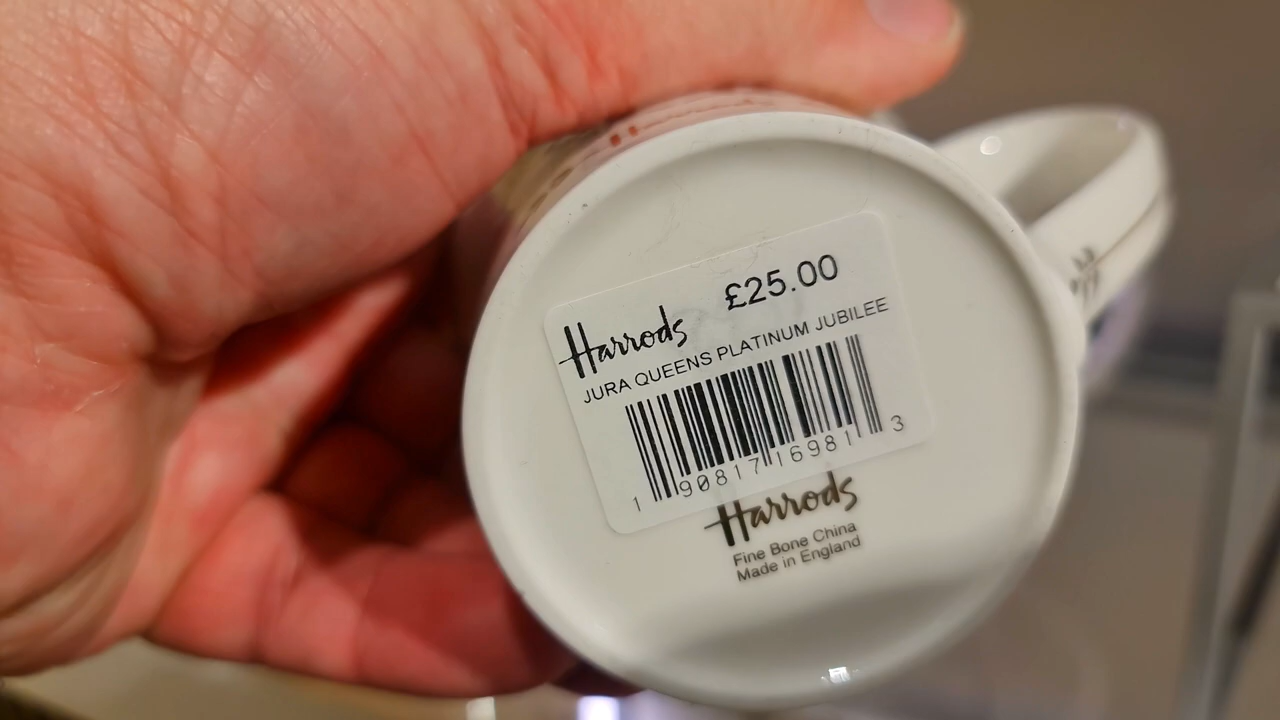 Harrods £25.00
JURA QUEENS PLATINUM JUBILEE
1 90817 16981 3
Harrods
Fine Bone China
Made in England